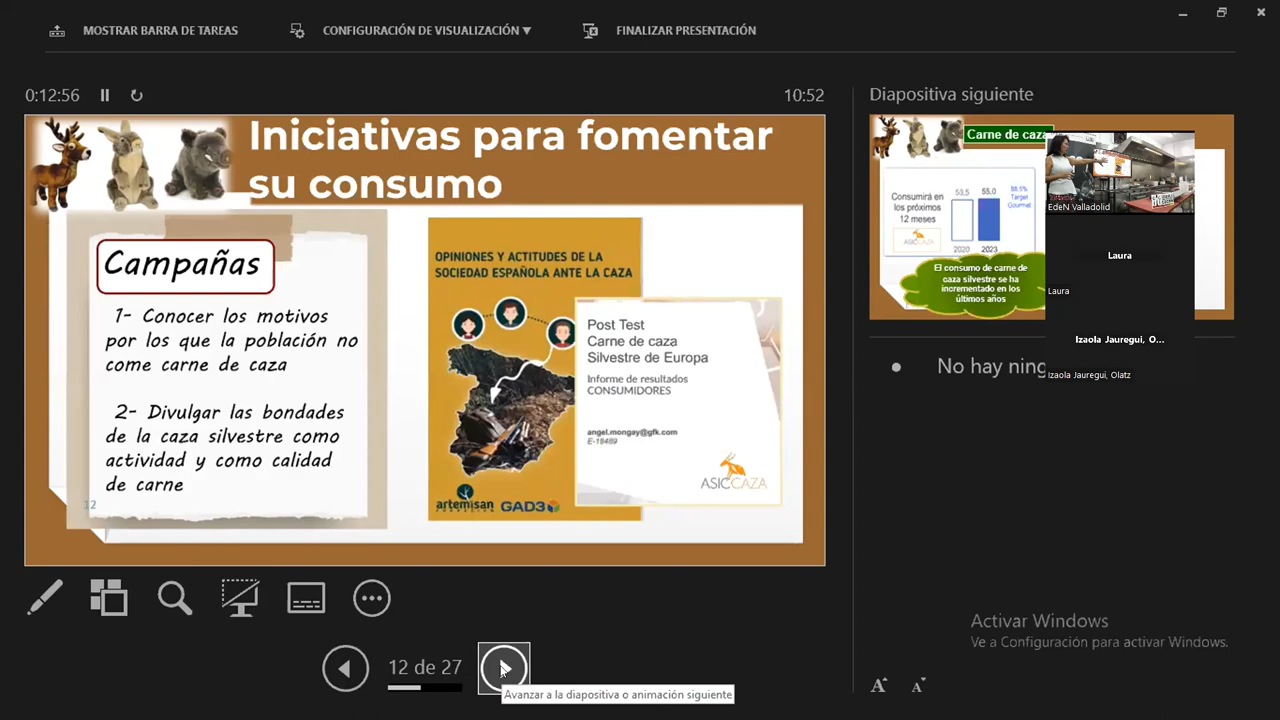 MOSTRAR BARRA DE TAREAS
CONFIGURACIÓN DE VISUALIZACIÓN ▼
FINALIZAR PRESENTACIÓN
0:12:56
10:52
Iniciativas para fomentar
su consumo
Campañas
1- Conocer los motivos
por los que la población no
come carne de caza
2- Divulgar las bondades
de la caza silvestre como
actividad y como calidad
de carne
12
OPINIONES Y ACTITUDES DE LA
SOCIEDAD ESPAÑOLA ANTE LA CAZA
artemisan
GAD3
Post Test
Carne de caza
Silvestre de Europa
Informe de resultados
CONSUMIDORES
angel.mongay@gfk.com
E-18469
ASICCAZA
12 de 27
Avanzar a la diapositiva o animación siguiente
Diapositiva siguiente
Carne de caza
Consumirá en
los próximos
12 meses
ASICCAZA
53,5
55,0
2020
2023
88.5%
Target
Gourmet
El consumo de carne de
caza silvestre se ha
incrementado en los
últimos años
EdeN Valladolid
Laura
Laura
Izaola Jauregui, O...
Izaola Jauregui, Olatz
No hay ning
Activar Windows
Ve a Configuración para activar Windows.
A
A